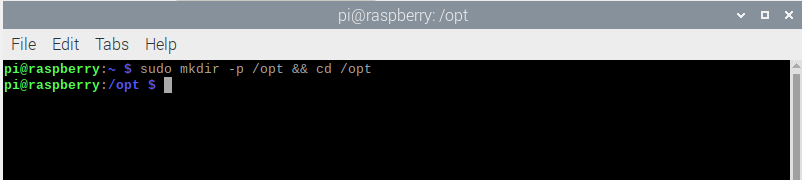 pi@raspberry: /opt
File Edit Tabs Help
pi@raspberry:~ $ sudo mkdir -p /opt && cd /opt
pi@raspberry:/opt $